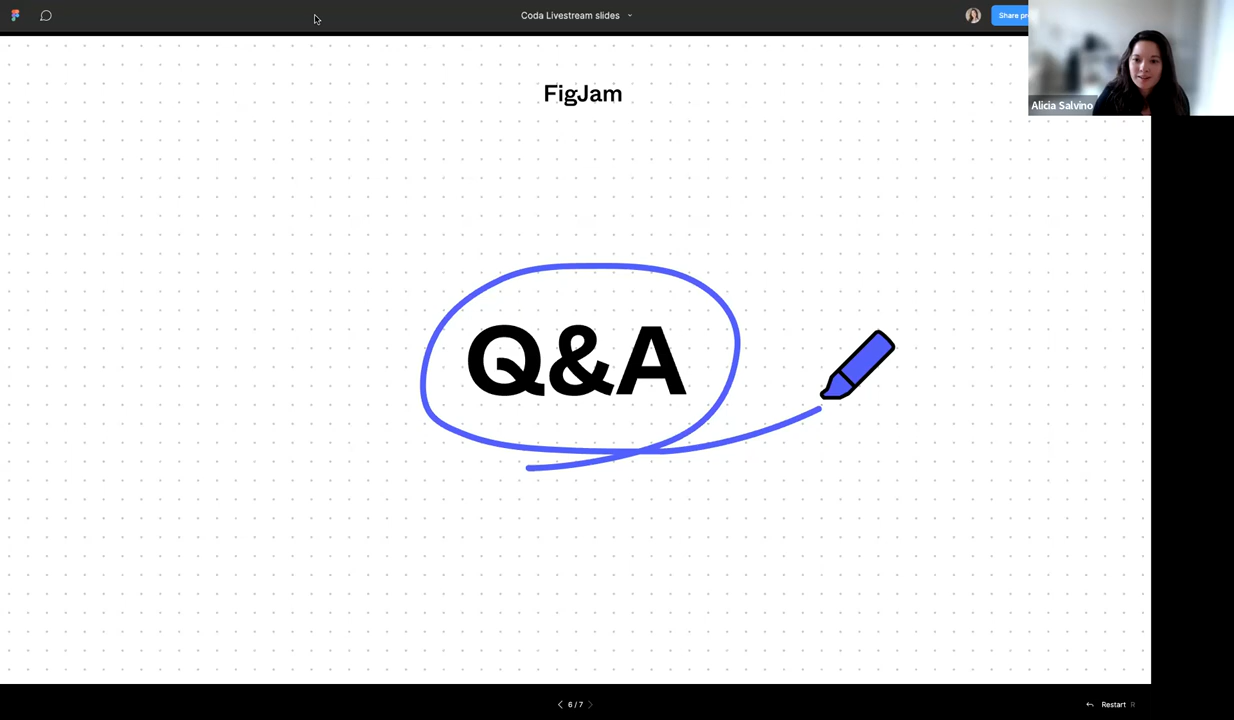 Coda Livestream slides
Share pr
Alicia Salvino
FigJam
Q&A
6 / 7
Restart R